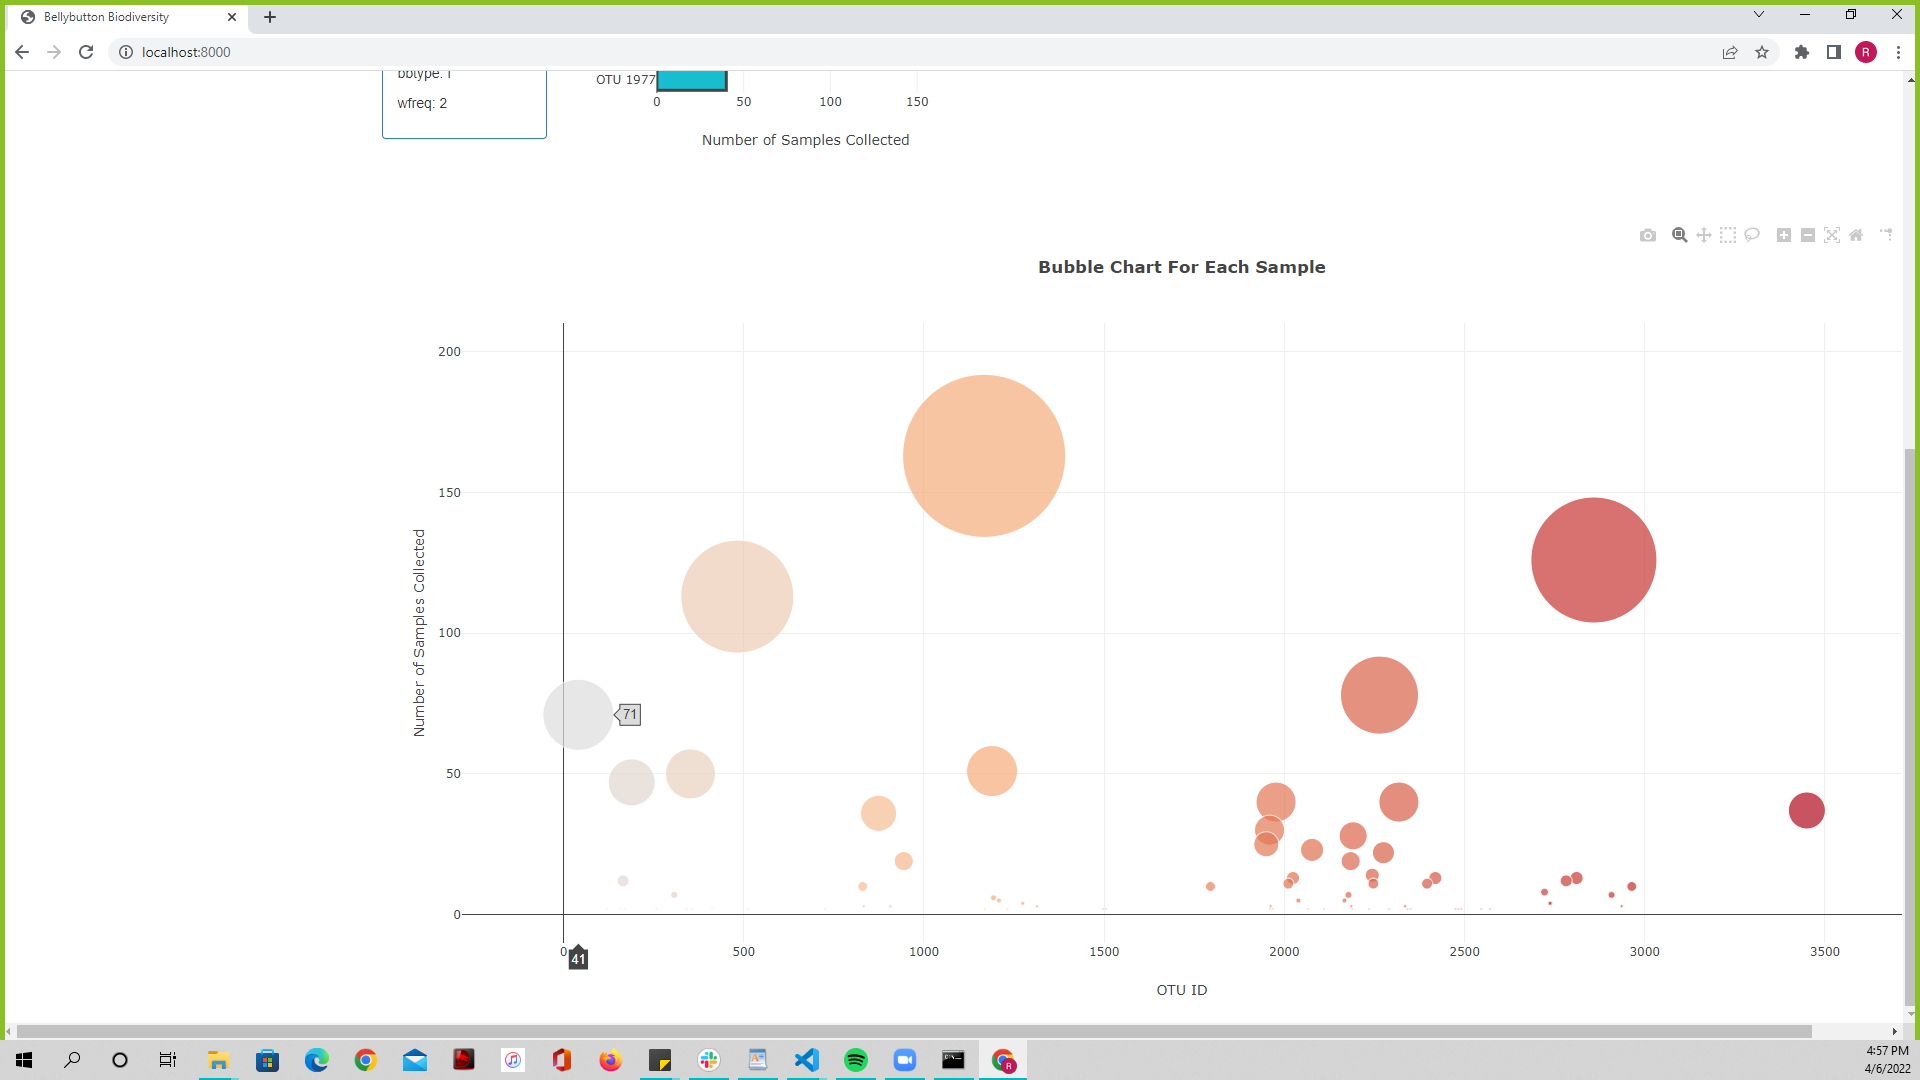 Bellybutton Biodiversity
localhost:8000
R
bbtype: I
wfreq: 2
OTU 1977
0 50 100 150
Number of Samples Collected
Bubble Chart For Each Sample
200
150
100
50
0
Number of Samples Collected
71
0 500 1000 1500 2000 2500 3000 3500
41
OTU ID
R
4:57 PM
4/6/2022